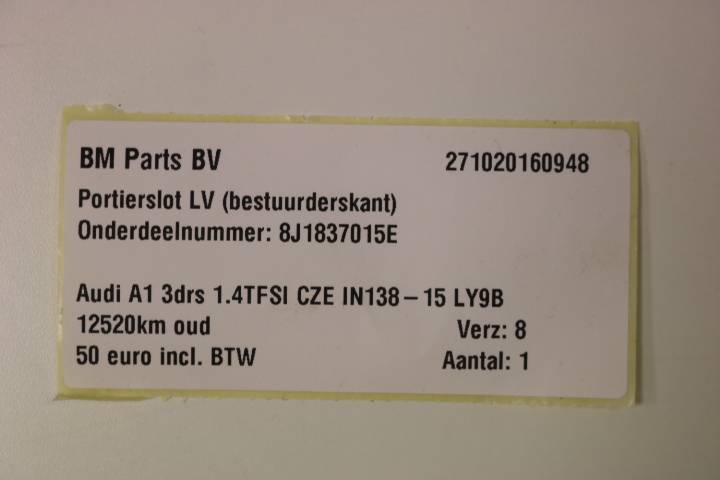 BM Parts BV 271020160948
Portierslot LV (bestuurderskant)
Onderdeelnummer: 8J1837015E
Audi A1 3drs 1.4TFSI CZE IN138-15 LY9B
12520km oud Verz: 8
50 euro incl. BTW Aantal: 1